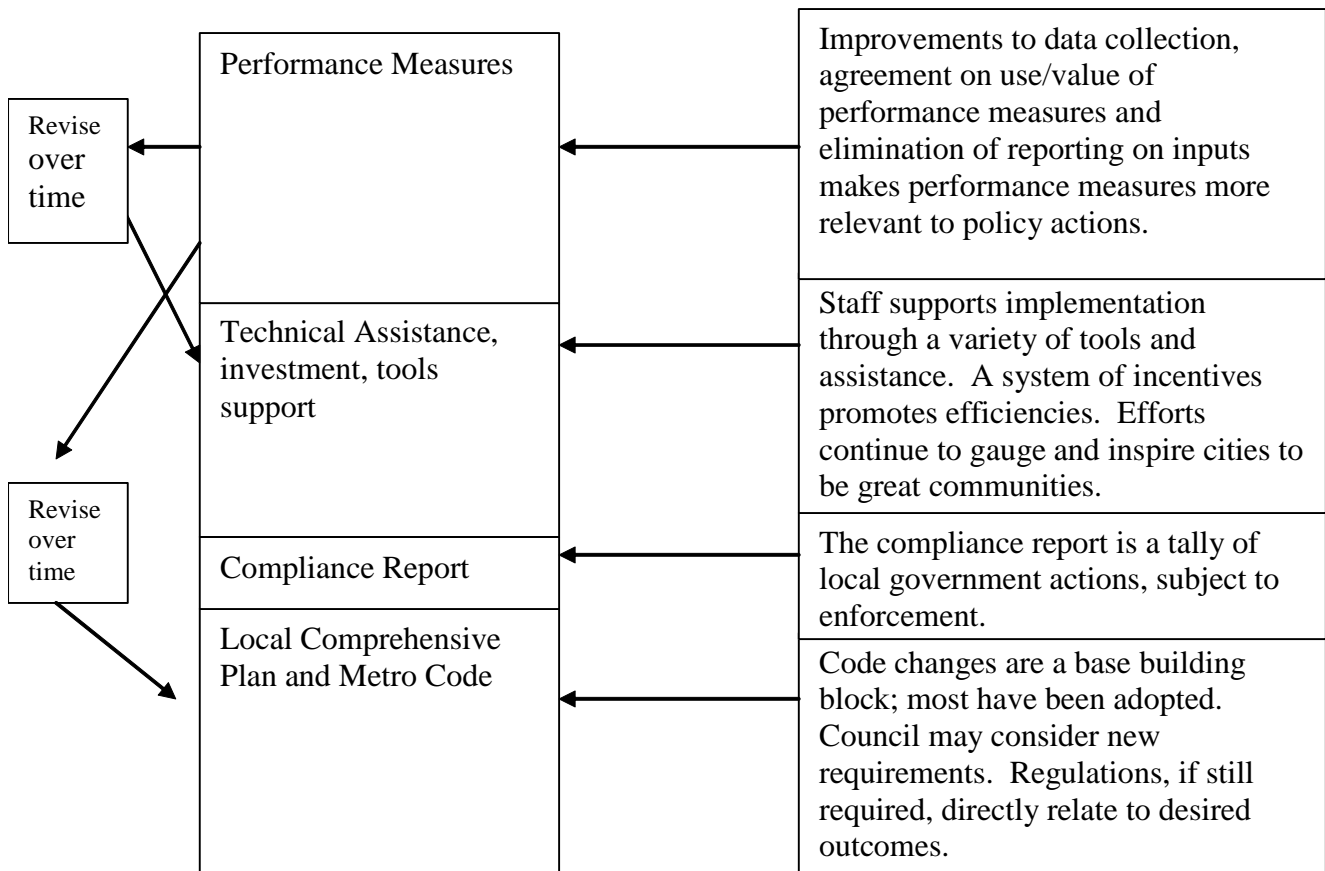 Performance Measures
Improvements to data collection,
agreement on use/value of
performance measures and
elimination of reporting on inputs
makes performance measures more
relevant to policy actions.
Revise
over
time
Technical Assistance,
investment, tools
support
Staff supports implementation
through a variety of tools and
assistance.  A system of incentives
promotes efficiencies.  Efforts
continue to gauge and inspire cities to
be great communities.
Revise
over
time
Compliance Report
The compliance report is a tally of
local government actions, subject to
enforcement.
Local Comprehensive
Plan and Metro Code
Code changes are a base building
block; most have been adopted.
Council may consider new
requirements.  Regulations, if still
required, directly relate to desired
outcomes.